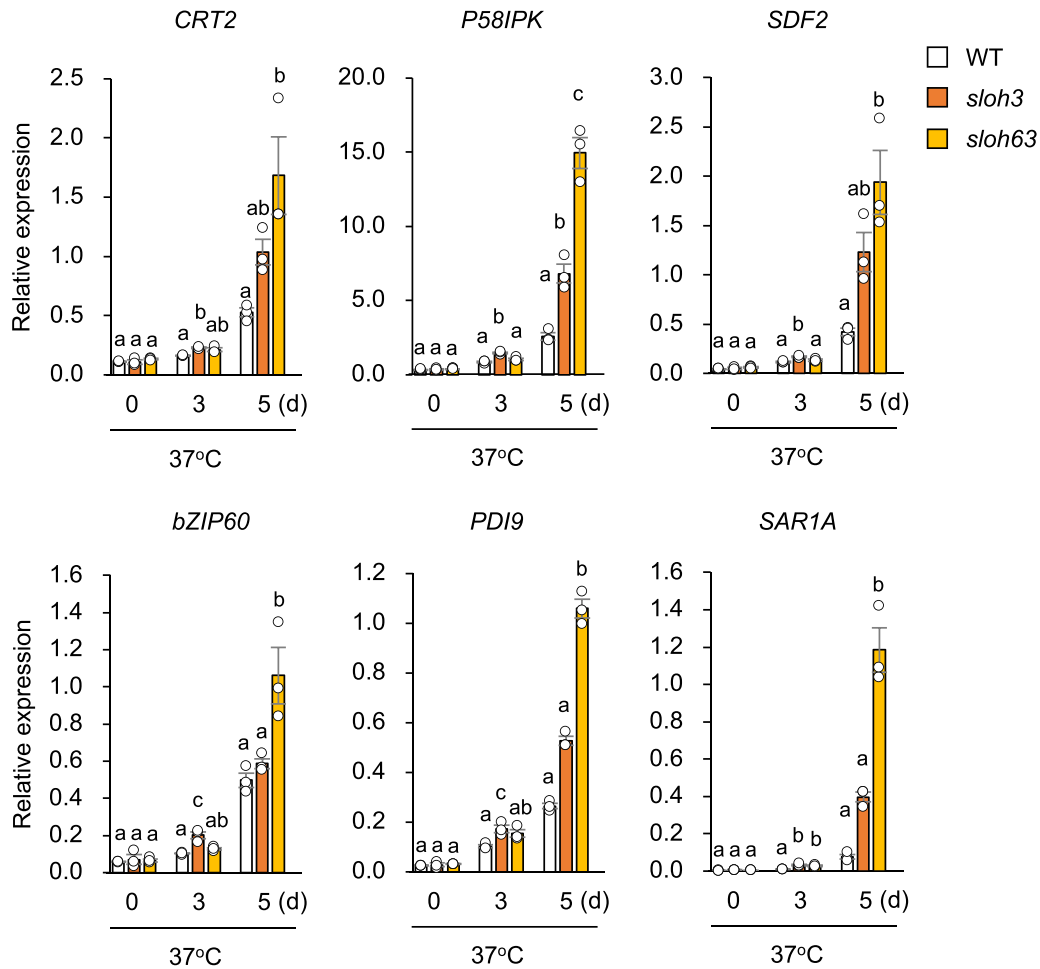 CRT2 P58IPK SDF2
WT
sloh3
sloh63
Relative expression
2.5
2.0
1.5
1.0
0.5
0.0
a a a
a b ab
a ab b
0 3 5 (d)
37°C
20.0
15.0
10.0
5.0
0.0
a a a
a b a
a b c
0 3 5 (d)
37°C
3.0
2.5
2.0
1.5
1.0
0.5
0.0
a a a
a b a
a ab b
0 3 5 (d)
37°C
bZIP60 PDI9 SAR1A
Relative expression
1.6
1.4
1.2
1.0
0.8
0.6
0.4
0.2
0.0
a a a
a c ab
a a b
0 3 5 (d)
37°C
1.2
1.0
0.8
0.6
0.4
0.2
0.0
a a a
a c ab
a a b
0 3 5 (d)
37°C
1.6
1.4
1.2
1.0
0.8
0.6
0.4
0.2
0.0
a a a
a b b
a a b
0 3 5 (d)
37°C